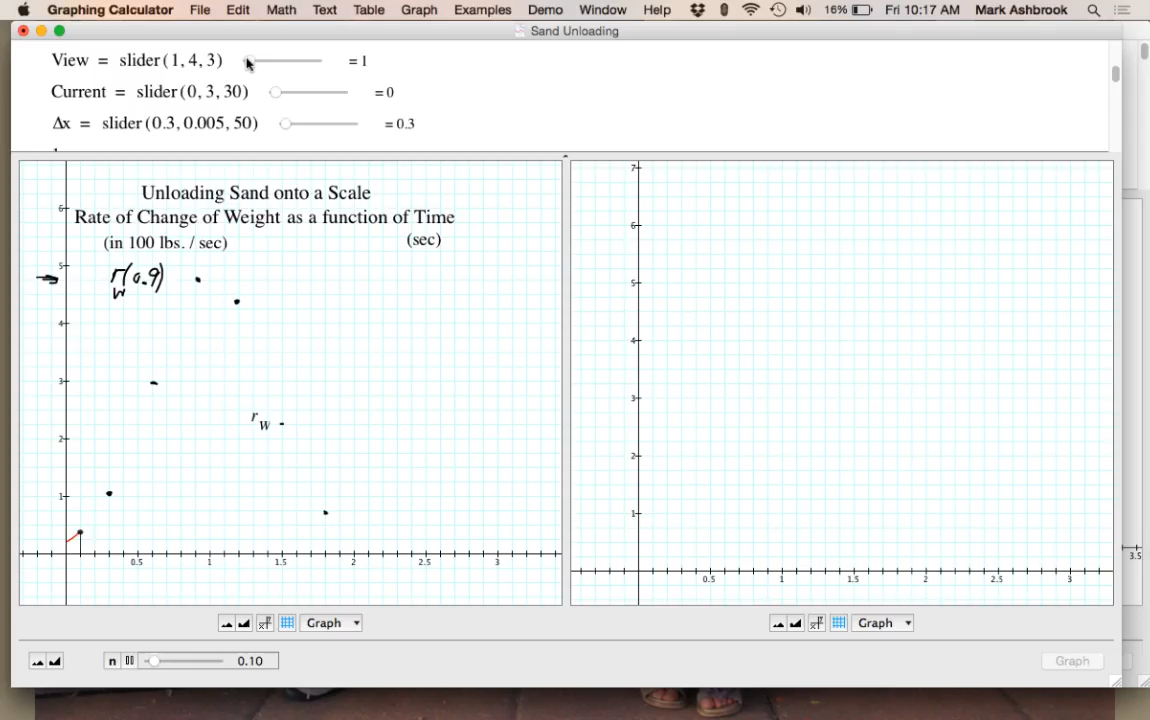 Graphing Calculator File Edit Math Text Table Graph Examples Demo Window Help 16% Fri 10:17 AM Mark Ashbrook
Sand Unloading
View = slider(1, 4, 3) = 1
Current = slider(0, 3, 30) = 0
Δx = slider(0.3, 0.005, 50) = 0.3
Unloading Sand onto a Scale
Rate of Change of Weight as a function of Time
(in 100 lbs. / sec) (sec)
r_W(0.9)
r_W
6
5
4
3
2
1
0.5 1 1.5 2 2.5 3
7
6
5
4
3
2
1
0.5 1 1.5 2 2.5 3
3.5
Graph
Graph
n 0.10
Graph